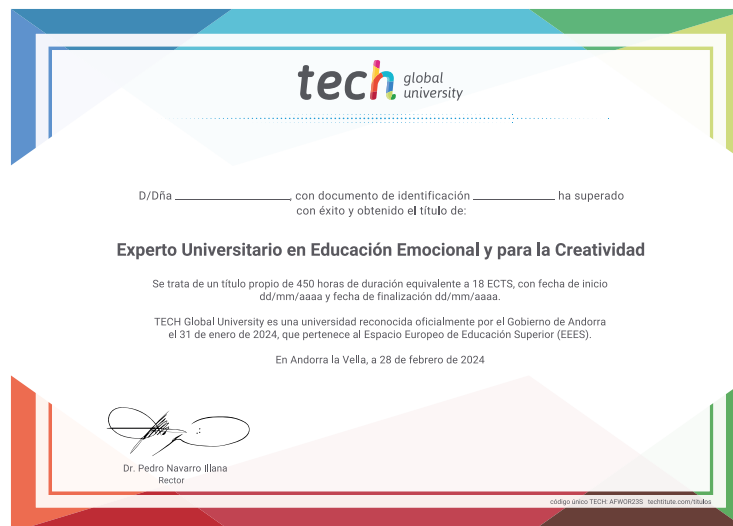 tech global university
D/Dña ____________________, con documento de identificación ______________ ha superado
con éxito y obtenido el título de:
Experto Universitario en Educación Emocional y para la Creatividad
Se trata de un título propio de 450 horas de duración equivalente a 18 ECTS, con fecha de inicio
dd/mm/aaaa y fecha de finalización dd/mm/aaaa.
TECH Global University es una universidad reconocida oficialmente por el Gobierno de Andorra
el 31 de enero de 2024, que pertenece al Espacio Europeo de Educación Superior (EEES).
En Andorra la Vella, a 28 de febrero de 2024
Dr. Pedro Navarro Illana
Rector
código único TECH: AFWOR23S techtitute.com/titulos